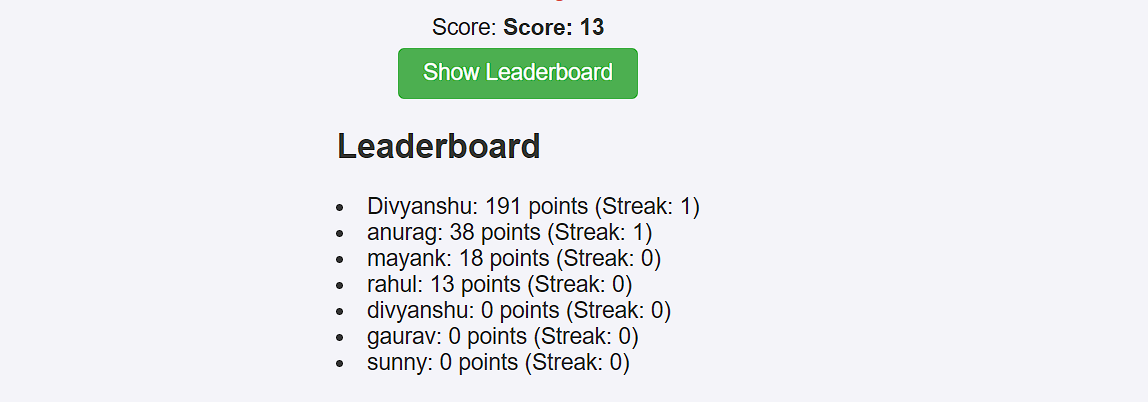 Score: Score: 13
Show Leaderboard
Leaderboard
Divyanshu: 191 points (Streak: 1)
anurag: 38 points (Streak: 1)
mayank: 18 points (Streak: 0)
rahul: 13 points (Streak: 0)
divyanshu: 0 points (Streak: 0)
gaurav: 0 points (Streak: 0)
sunny: 0 points (Streak: 0)